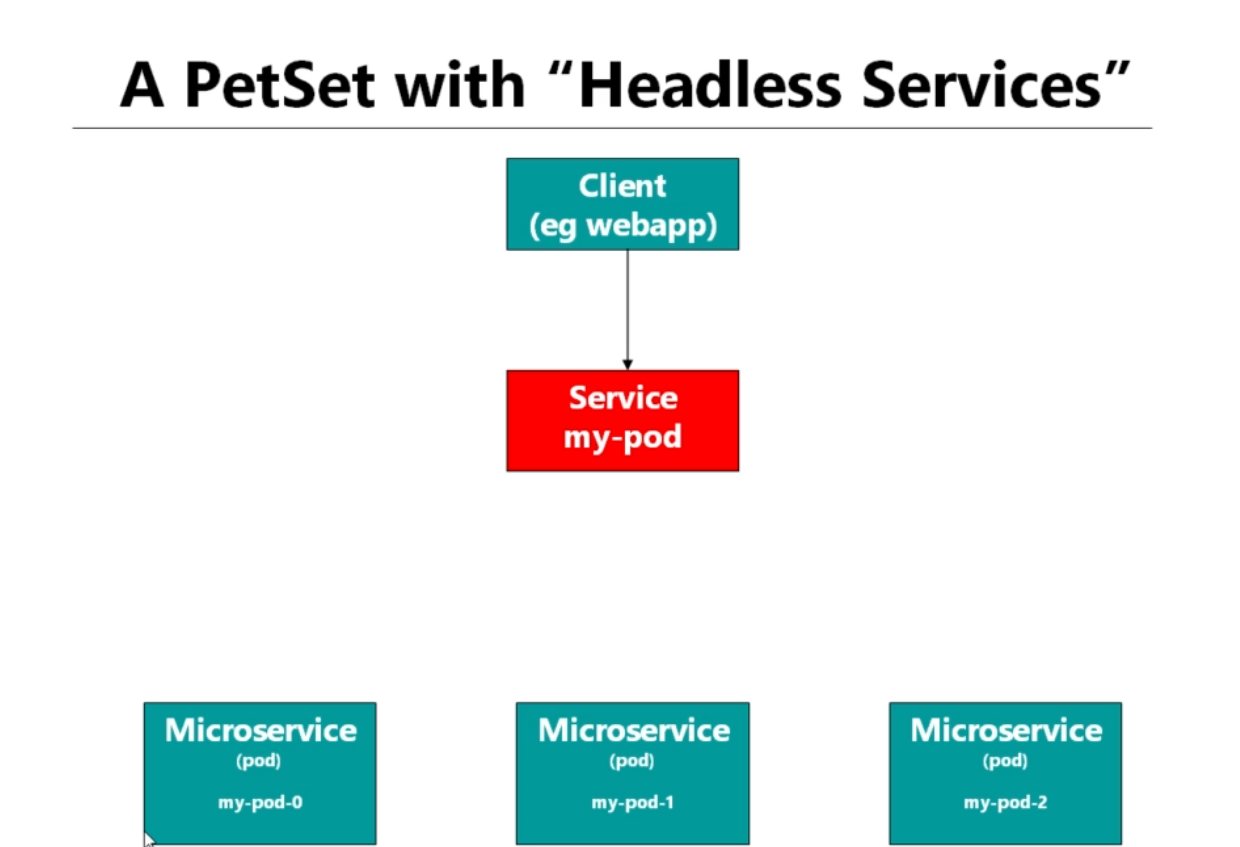 A PetSet with “Headless Services”
Client
(eg webapp)
Service
my-pod
Microservice
(pod)
my-pod-0
Microservice
(pod)
my-pod-1
Microservice
(pod)
my-pod-2